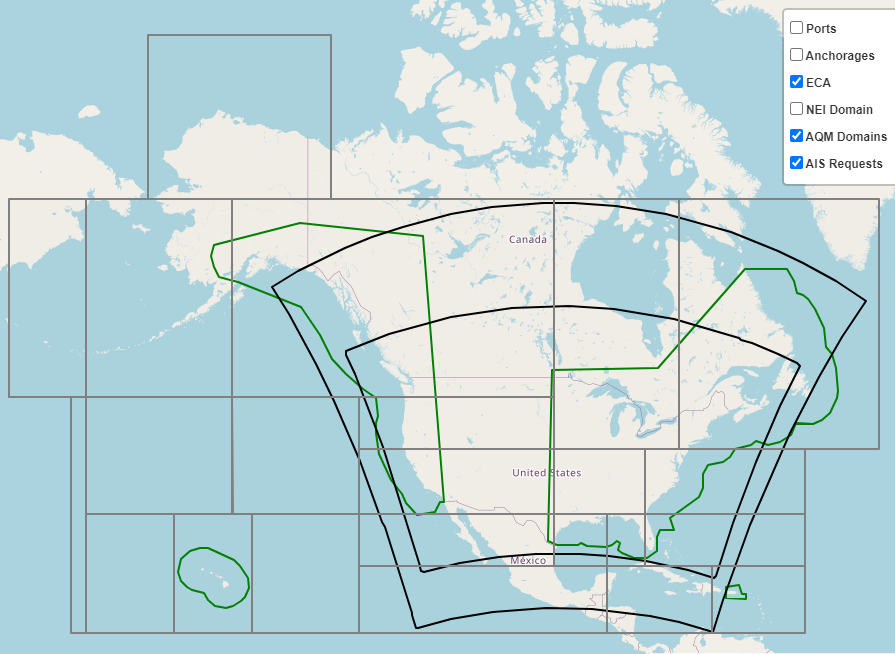 Ports
Anchorages
ECA
NEI Domain
AQM Domains
AIS Requests
Canada
United States
México